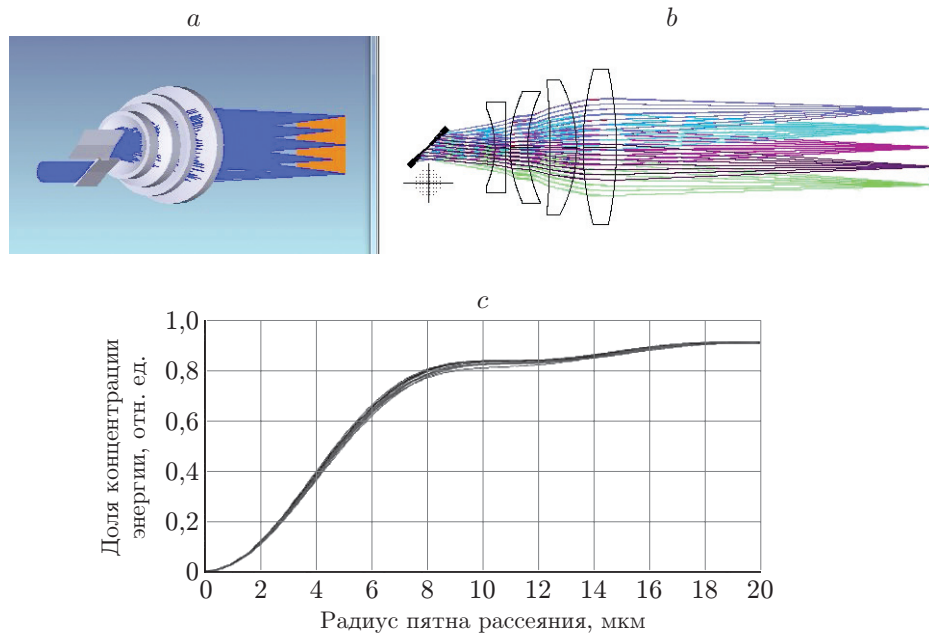 a
b
c
1,0
0,8
0,6
0,4
0,2
0
0 2 4 6 8 10 12 14 16 18 20
Доля концентрации
энергии, отн. ед.
Радиус пятна рассеяния, мкм